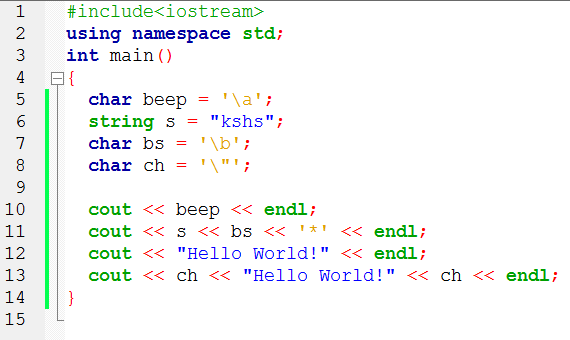 1 #include<iostream>
2 using namespace std;
3 int main()
4 {
5 char beep = '\a';
6 string s = "kshs";
7 char bs = '\b';
8 char ch = '\"';
9
10 cout << beep << endl;
11 cout << s << bs << '*' << endl;
12 cout << "Hello World!" << endl;
13 cout << ch << "Hello World!" << ch << endl;
14 }
15